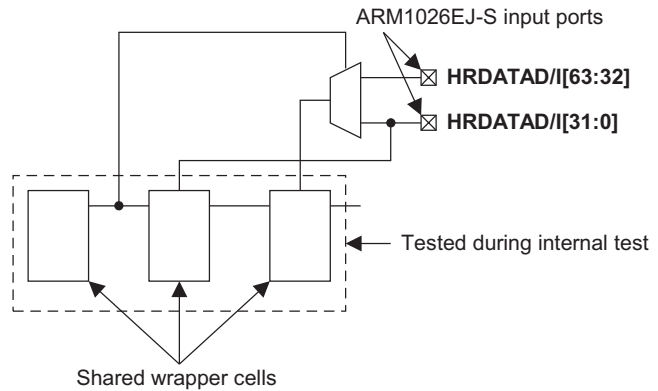 ARM1026EJ-S input ports
HRDATAD/I[63:32]
HRDATAD/I[31:0]
Tested during internal test
Shared wrapper cells